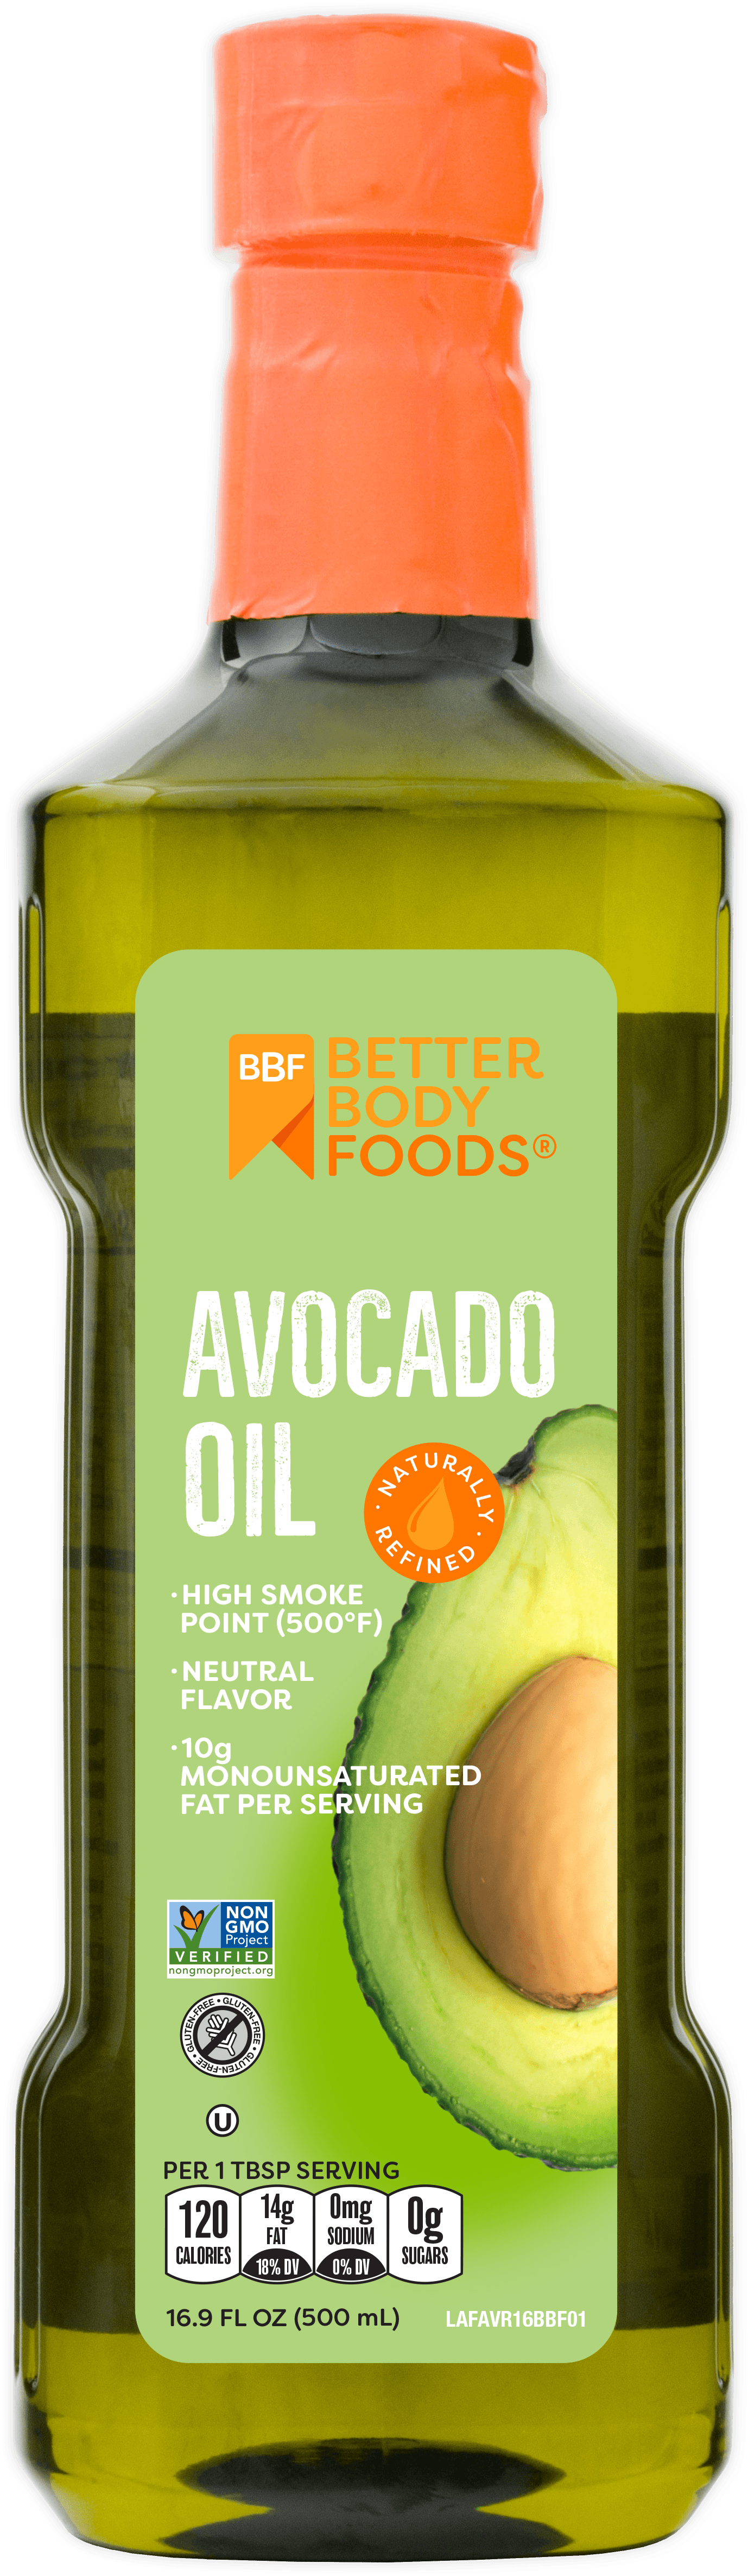 BBF
BETTER
BODY
FOODS®
AVOCADO
OIL
· NATURALLY ·
REFINED
·HIGH SMOKE
POINT (500°F)
·NEUTRAL
FLAVOR
·10g
MONOUNSATURATED
FAT PER SERVING
NON
GMO
Project
VERIFIED
nongmoproject.org
GLUTEN-FREE • GLUTEN-FREE • GLUTEN-FREE •
U
PER 1 TBSP SERVING
120 14g 0mg 0g
CALORIES FAT SODIUM SUGARS
18% DV 0% DV
16.9 FL OZ (500 mL) LAFAVR16BBF01